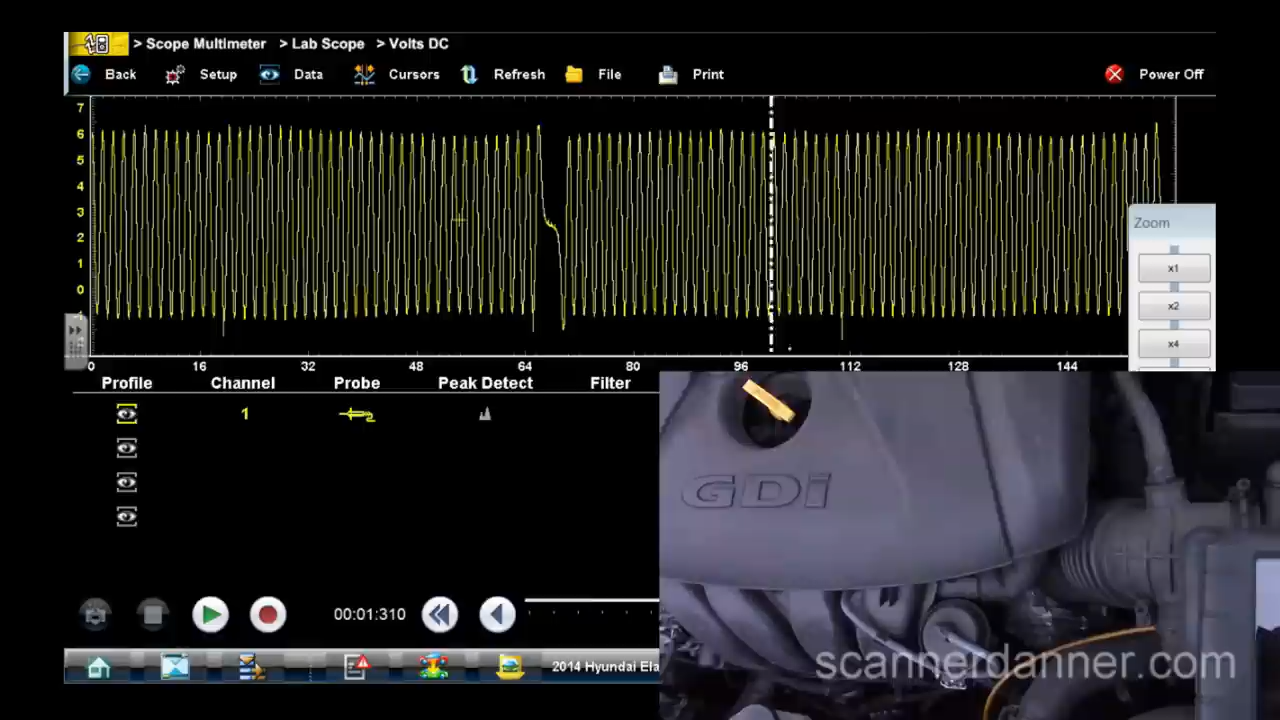 > Scope Multimeter > Lab Scope > Volts DC
Back Setup Data Cursors Refresh File Print Power Off
7
6
5
4
3
2
1
0
Zoom
x1
x2
x4
0 16 32 48 64 80 96 112 128 144
Profile Channel Probe Peak Detect Filter
1
GDi
00:01:310
2014 Hyundai Ela
scannerdanner.com